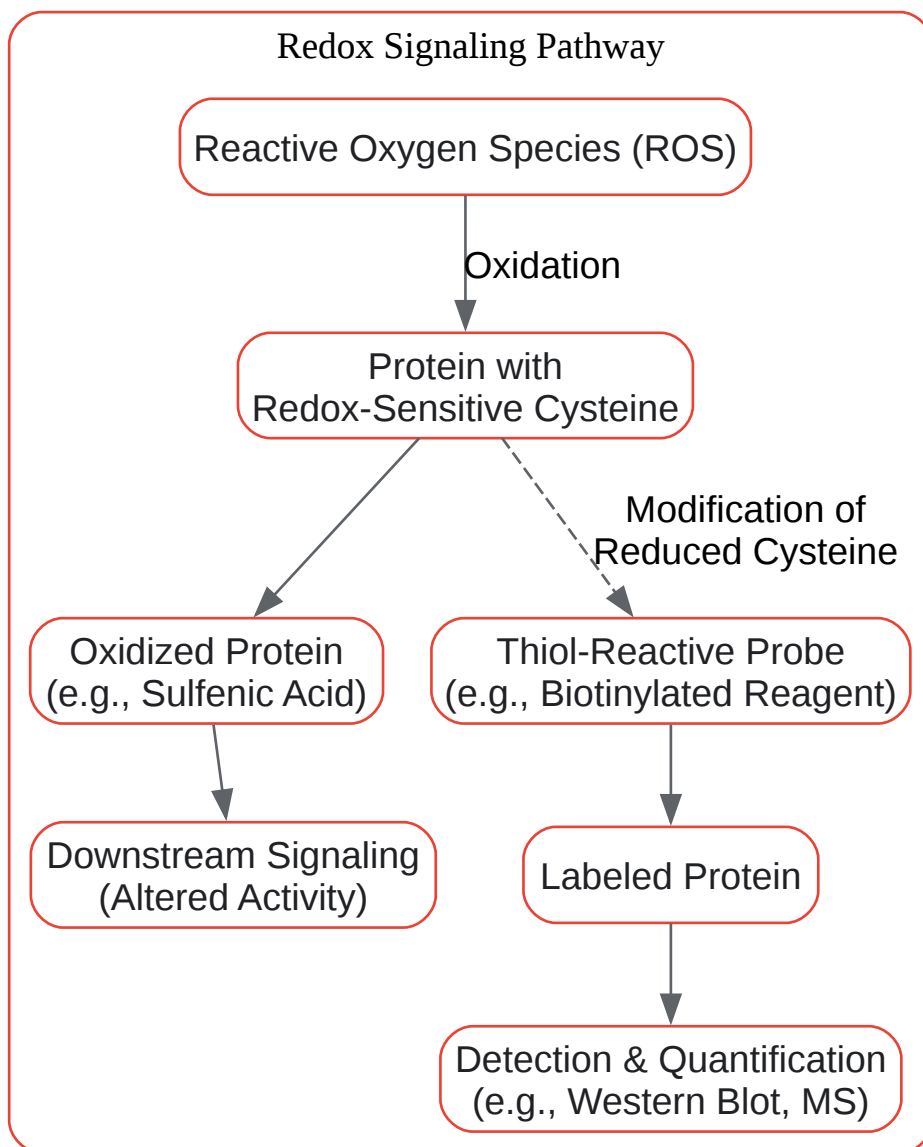 Redox Signaling Pathway
Reactive Oxygen Species (ROS)
Oxidation
Protein with
Redox-Sensitive Cysteine
Modification of
Reduced Cysteine
Oxidized Protein
(e.g., Sulfenic Acid)
Thiol-Reactive Probe
(e.g., Biotinylated Reagent)
Downstream Signaling
(Altered Activity)
Labeled Protein
Detection & Quantification
(e.g., Western Blot, MS)